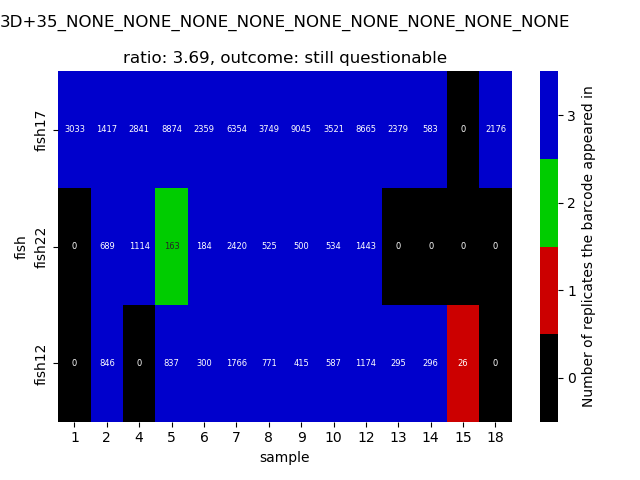 3D+35_NONE_NONE_NONE_NONE_NONE_NONE_NONE_NONE_NONE
ratio: 3.69, outcome: still questionable
fish17 3033 1417 2841 8874 2359 6354 3749 9045 3521 8665 2379 583 0 2176
fish22 0 689 1114 163 184 2420 525 500 534 1443 0 0 0 0
fish12 0 846 0 837 300 1766 771 415 587 1174 295 296 26 0
1 2 4 5 6 7 8 9 10 12 13 14 15 18
sample
fish
3
2
1
0
Number of replicates the barcode appeared in